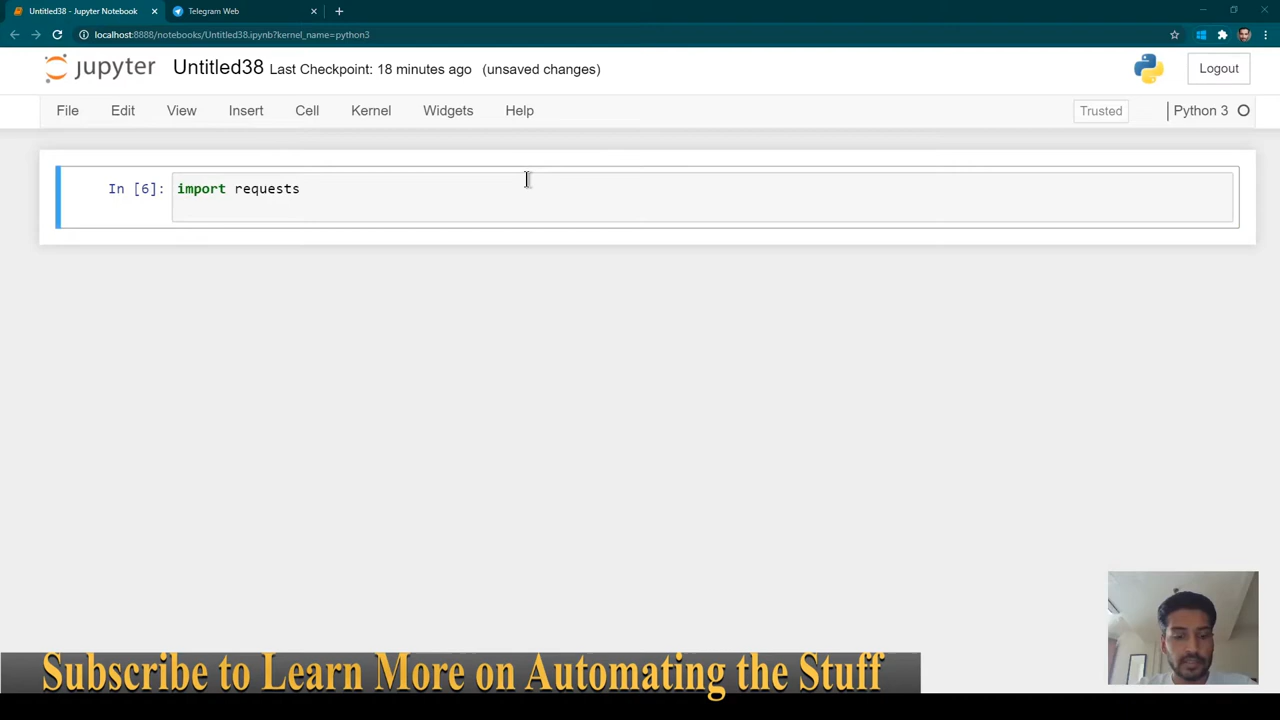 Untitled38 - Jupyter Notebook
Telegram Web
localhost:8888/notebooks/Untitled38.ipynb?kernel_name=python3
jupyter Untitled38 Last Checkpoint: 18 minutes ago (unsaved changes) Logout
File Edit View Insert Cell Kernel Widgets Help Trusted Python 3
In [6]: import requests
Subscribe to Learn More on Automating the Stuff